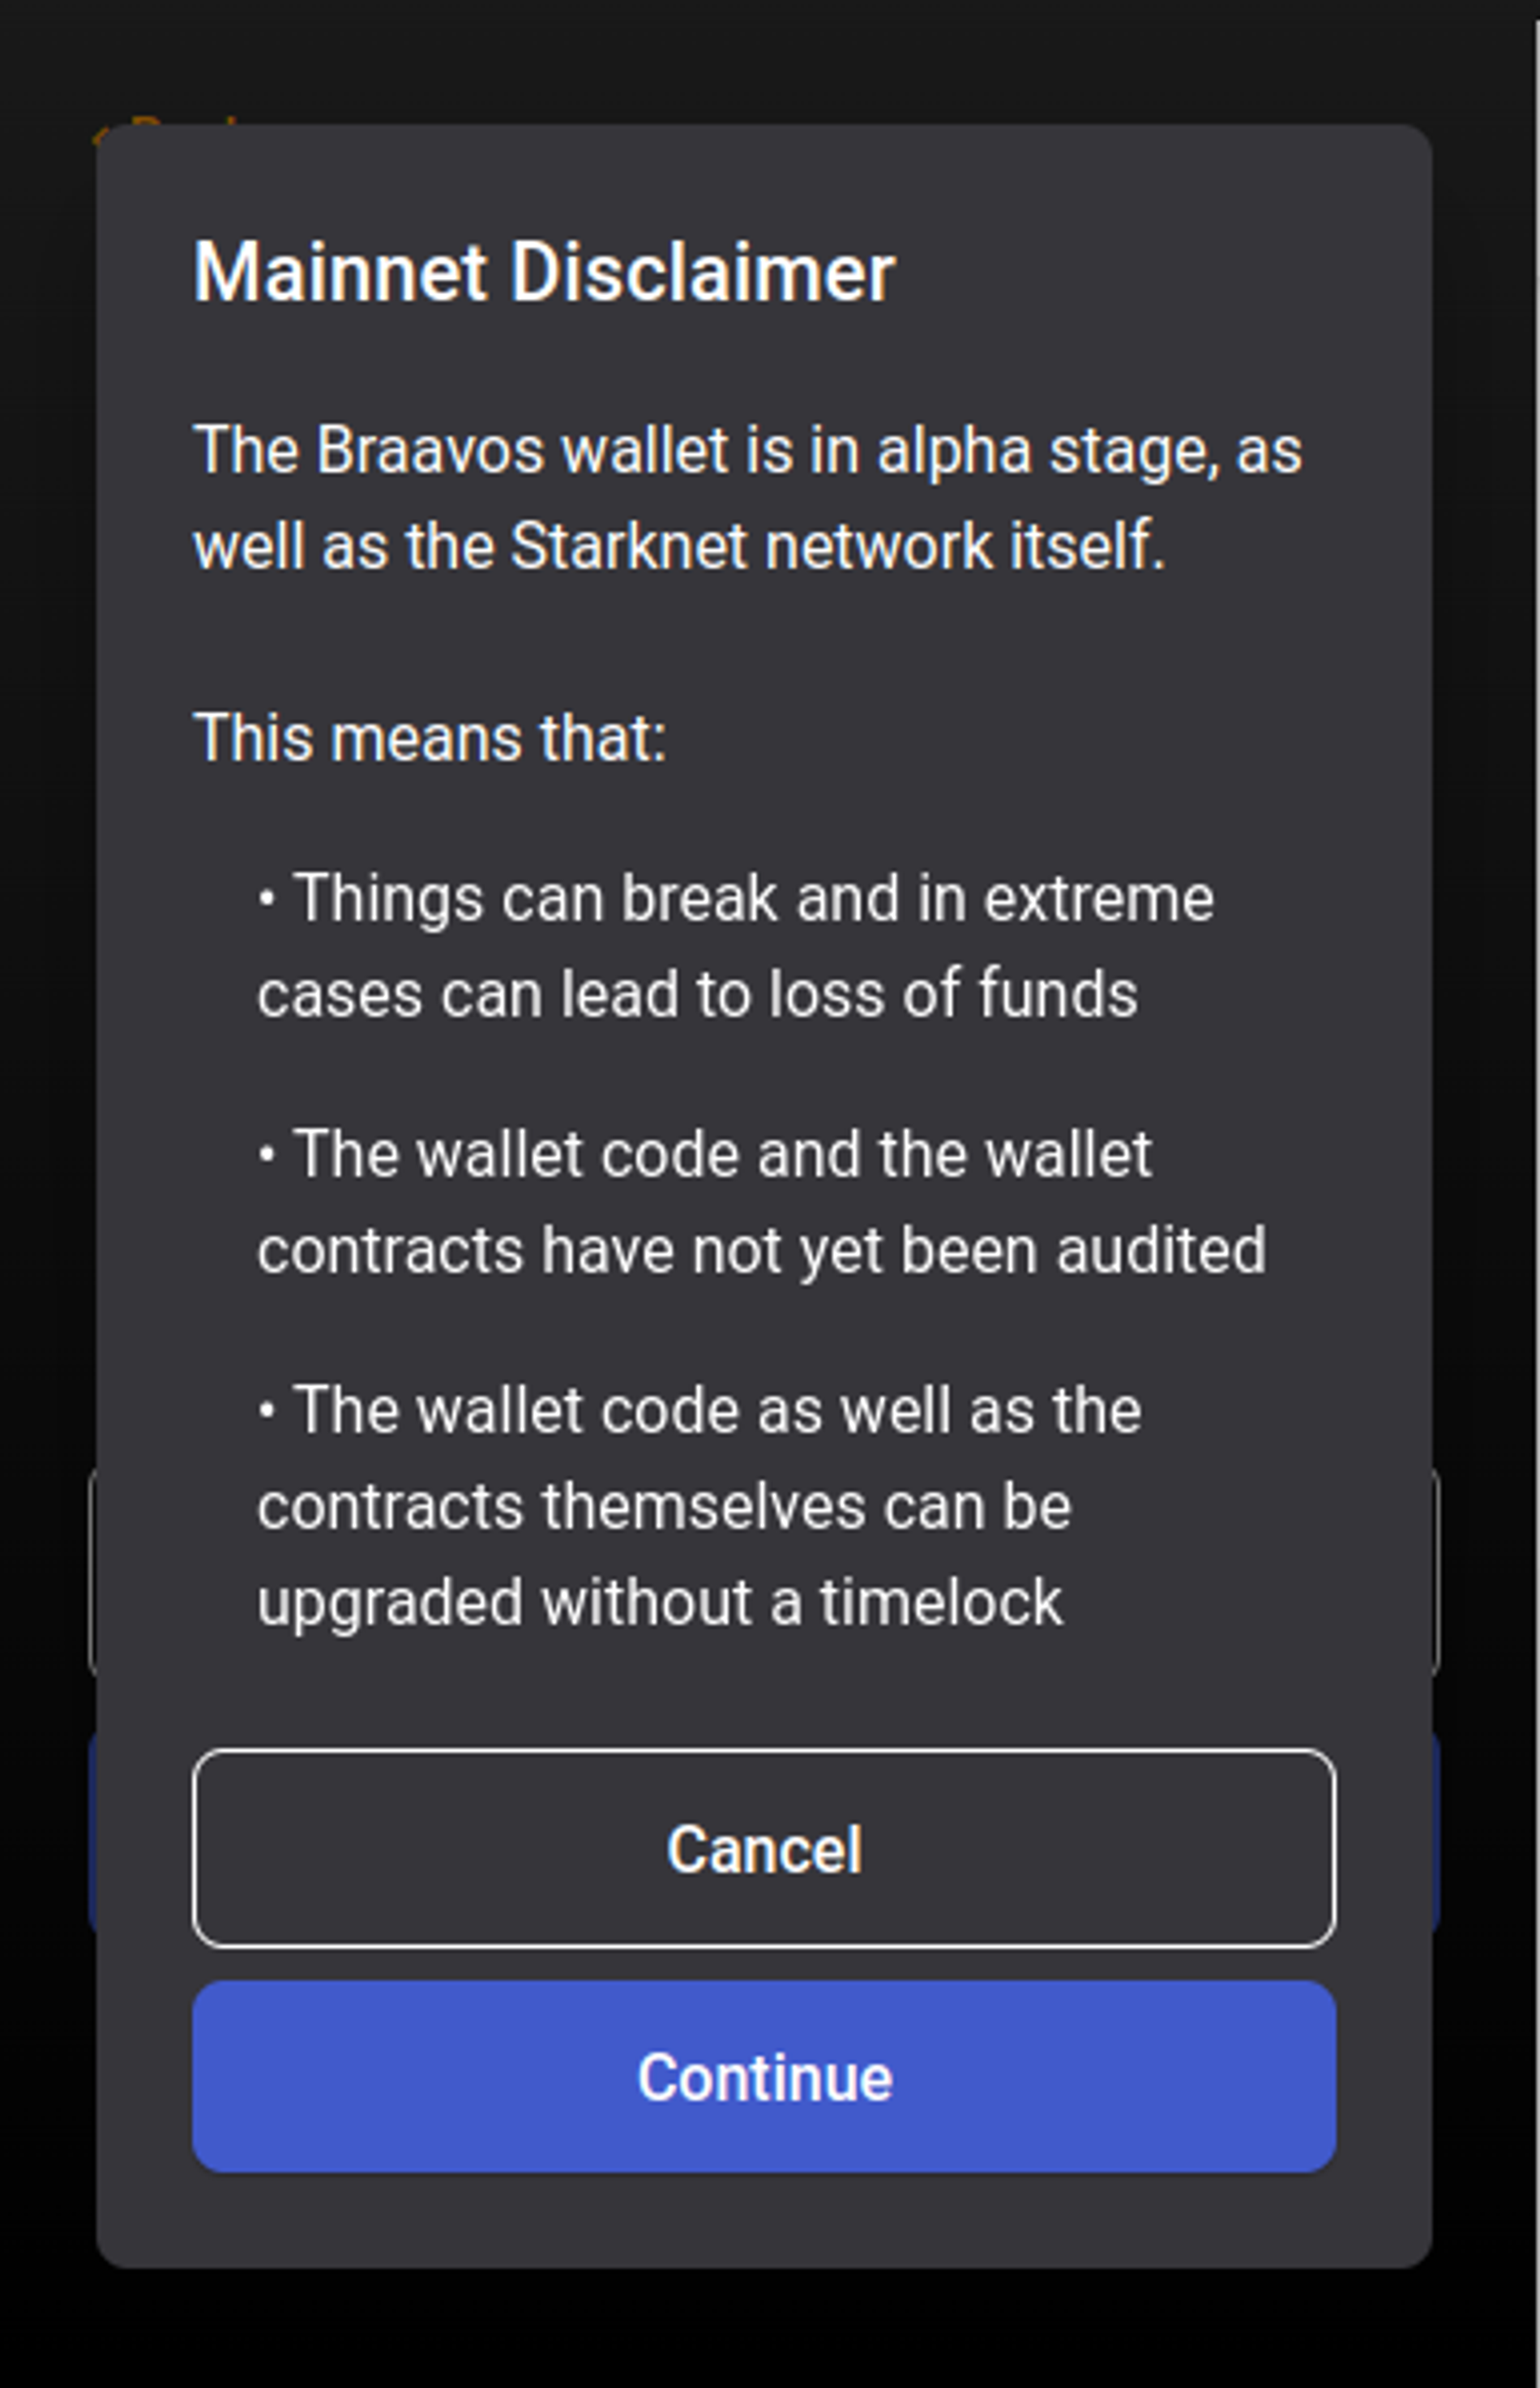 Mainnet Disclaimer
The Braavos wallet is in alpha stage, as
well as the Starknet network itself.
This means that:
• Things can break and in extreme
cases can lead to loss of funds
• The wallet code and the wallet
contracts have not yet been audited
• The wallet code as well as the
contracts themselves can be
upgraded without a timelock
Cancel
Continue